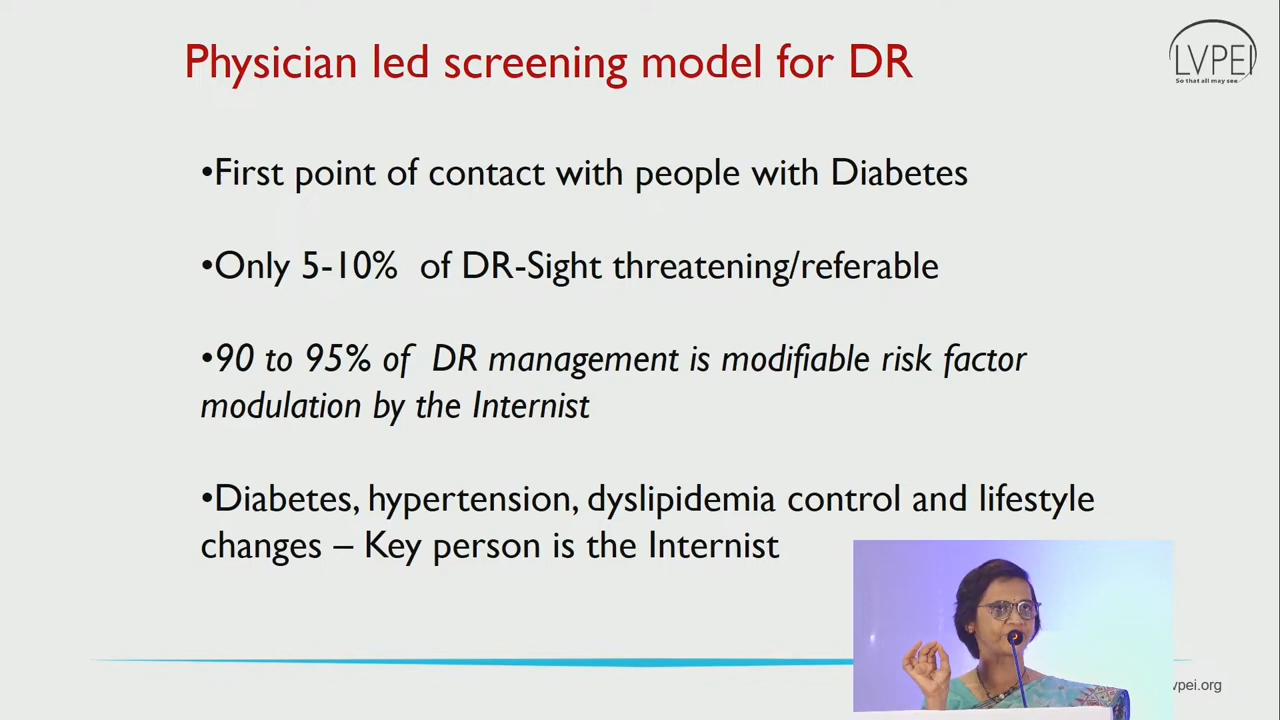 Physician led screening model for DR
LVPEI
So that all may see
•First point of contact with people with Diabetes
•Only 5-10% of DR-Sight threatening/referable
•90 to 95% of DR management is modifiable risk factor
modulation by the Internist
•Diabetes, hypertension, dyslipidemia control and lifestyle
changes – Key person is the Internist
vpei.org